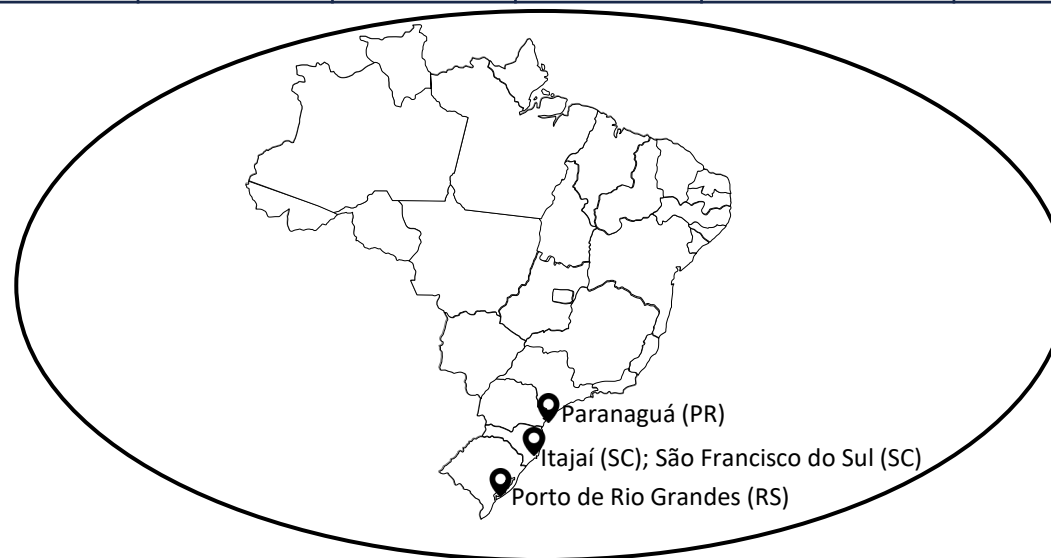 Paranaguá (PR)
Itajaí (SC); São Francisco do Sul (SC)
Porto de Rio Grandes (RS)